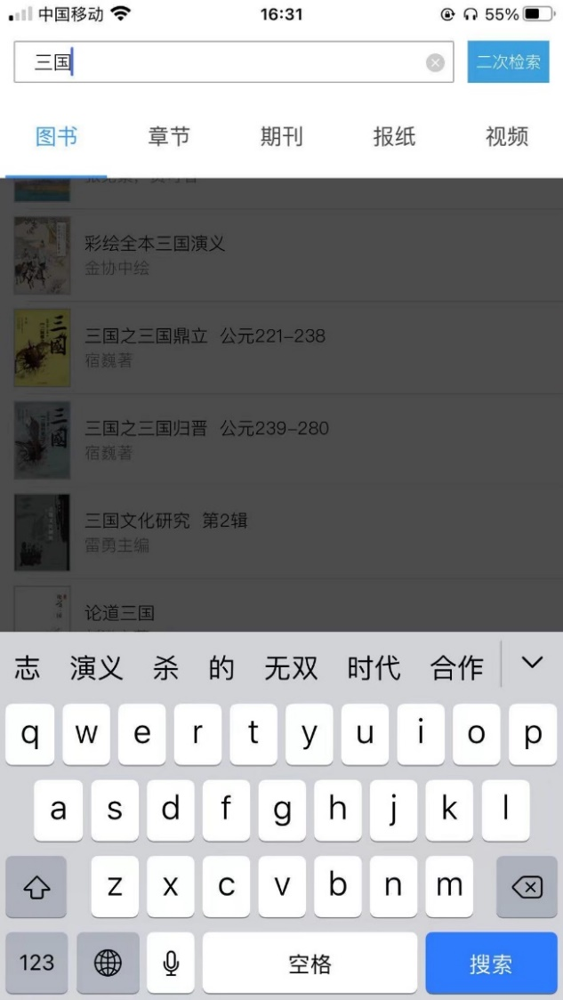 中国移动 16:31 55%
三国 二次检索
图书 章节 期刊 报纸 视频
彩绘全本三国演义
金协中绘
三国之三国鼎立 公元221-238
宿巍著
三国之三国归晋 公元239-280
宿巍著
三国文化研究 第2辑
雷勇主编
论道三国
志 演义 杀 的 无双 时代 合作
q w e r t y u i o p
a s d f g h j k l
z x c v b n m
123 空格 搜索